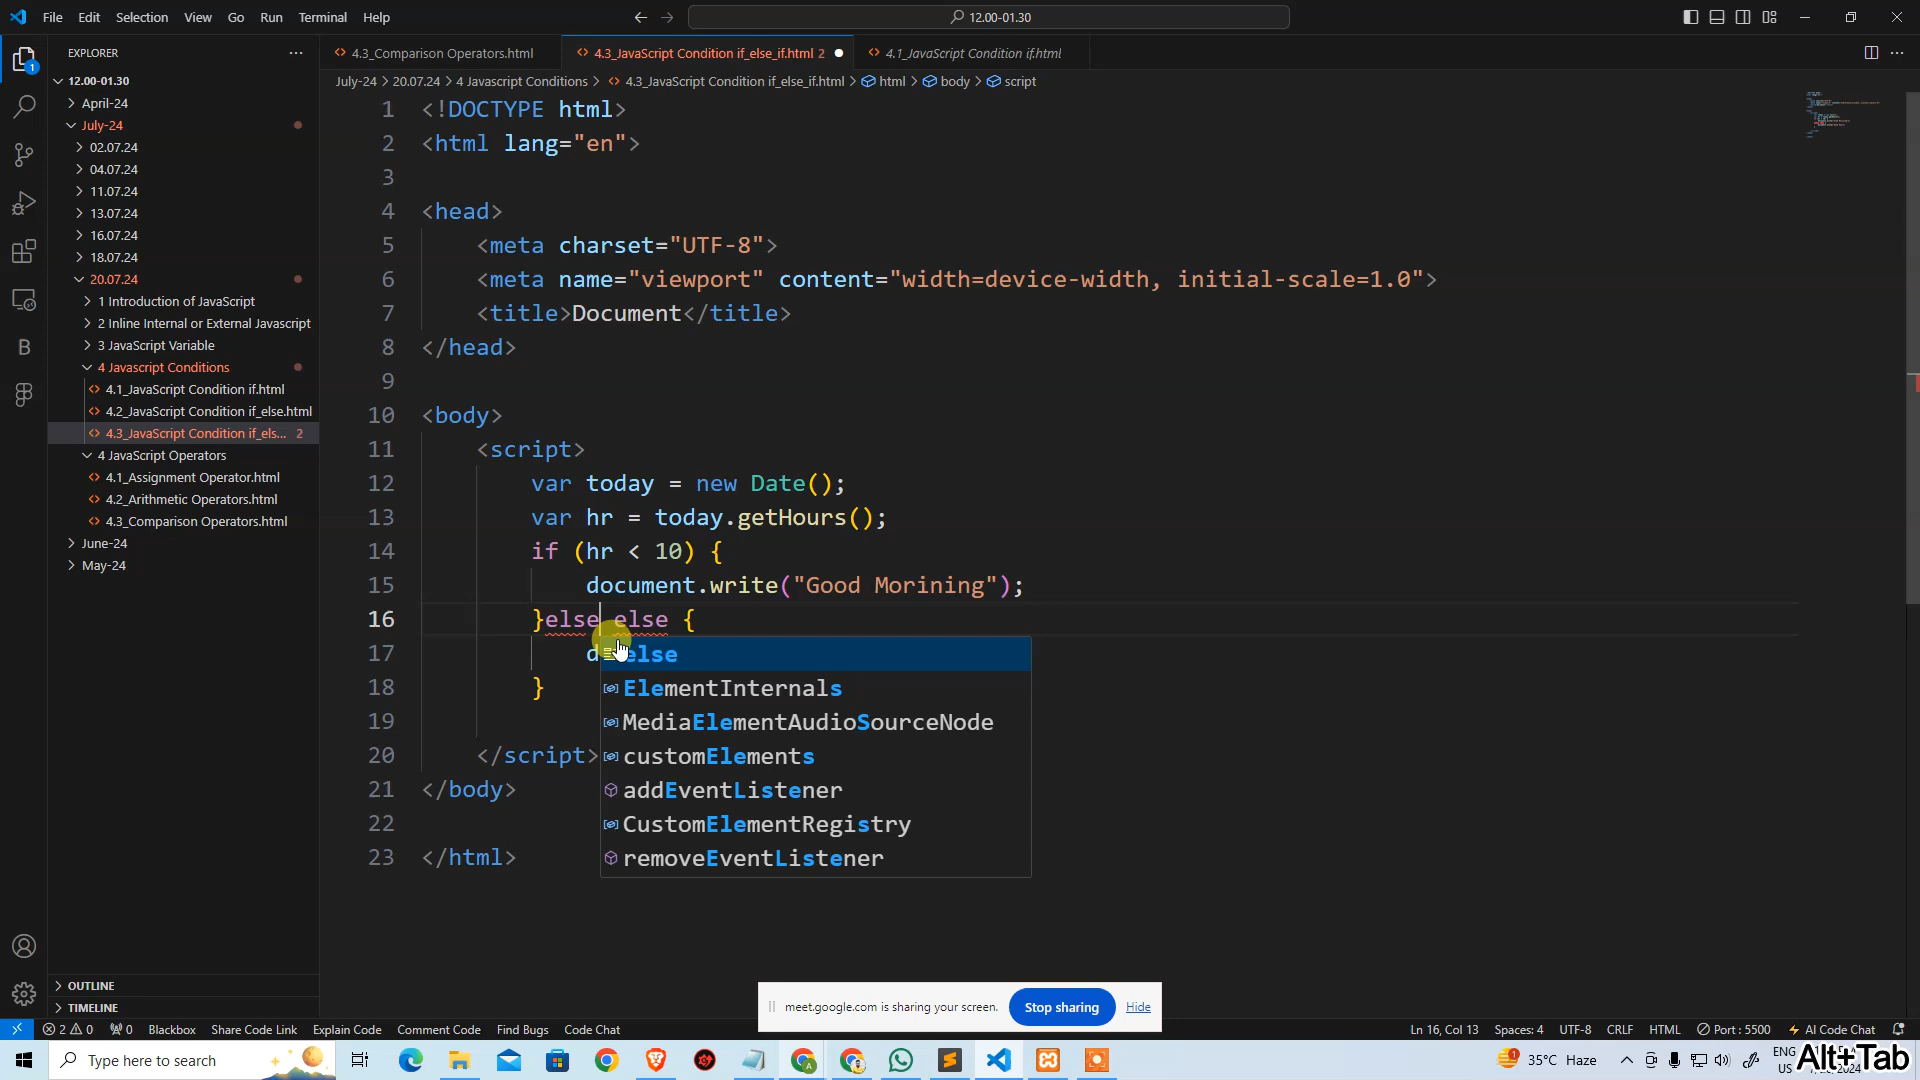 File Edit Selection View Go Run Terminal Help
12.00-01.30
EXPLORER
4.3_Comparison Operators.html
4.3_JavaScript Condition if_else_if.html 2
4.1_JavaScript Condition if.html
July-24 > 20.07.24 > 4 Javascript Conditions > 4.3_JavaScript Condition if_else_if.html > html > body > script
1
12.00-01.30
April-24
July-24
02.07.24
04.07.24
11.07.24
13.07.24
16.07.24
18.07.24
20.07.24
1 Introduction of JavaScript
2 Inline Internal or External Javascript
3 JavaScript Variable
4 Javascript Conditions
4.1_JavaScript Condition if.html
4.2_JavaScript Condition if_else.html
4.3_JavaScript Condition if_els... 2
4 JavaScript Operators
4.1_Assignment Operator.html
4.2_Arithmetic Operators.html
4.3_Comparison Operators.html
June-24
May-24
OUTLINE
TIMELINE
1 <!DOCTYPE html>
2 <html lang="en">
3
4 <head>
5 <meta charset="UTF-8">
6 <meta name="viewport" content="width=device-width, initial-scale=1.0">
7 <title>Document</title>
8 </head>
9
10 <body>
11 <script>
12 var today = new Date();
13 var hr = today.getHours();
14 if (hr < 10) {
15 document.write("Good Morining");
16 }else else {
17 d
18 }
19
20 </script>
21 </body>
22
23 </html>
else
ElementInternals
MediaElementAudioSourceNode
customElements
addEventListener
CustomElementRegistry
removeEventListener
meet.google.com is sharing your screen. Stop sharing Hide
2 0 0 Blackbox Share Code Link Explain Code Comment Code Find Bugs Code Chat
Ln 16, Col 13 Spaces: 4 UTF-8 CRLF HTML Port : 5500 AI Code Chat
Type here to search
1 35°C Haze
ENG
US
Alt+Tab